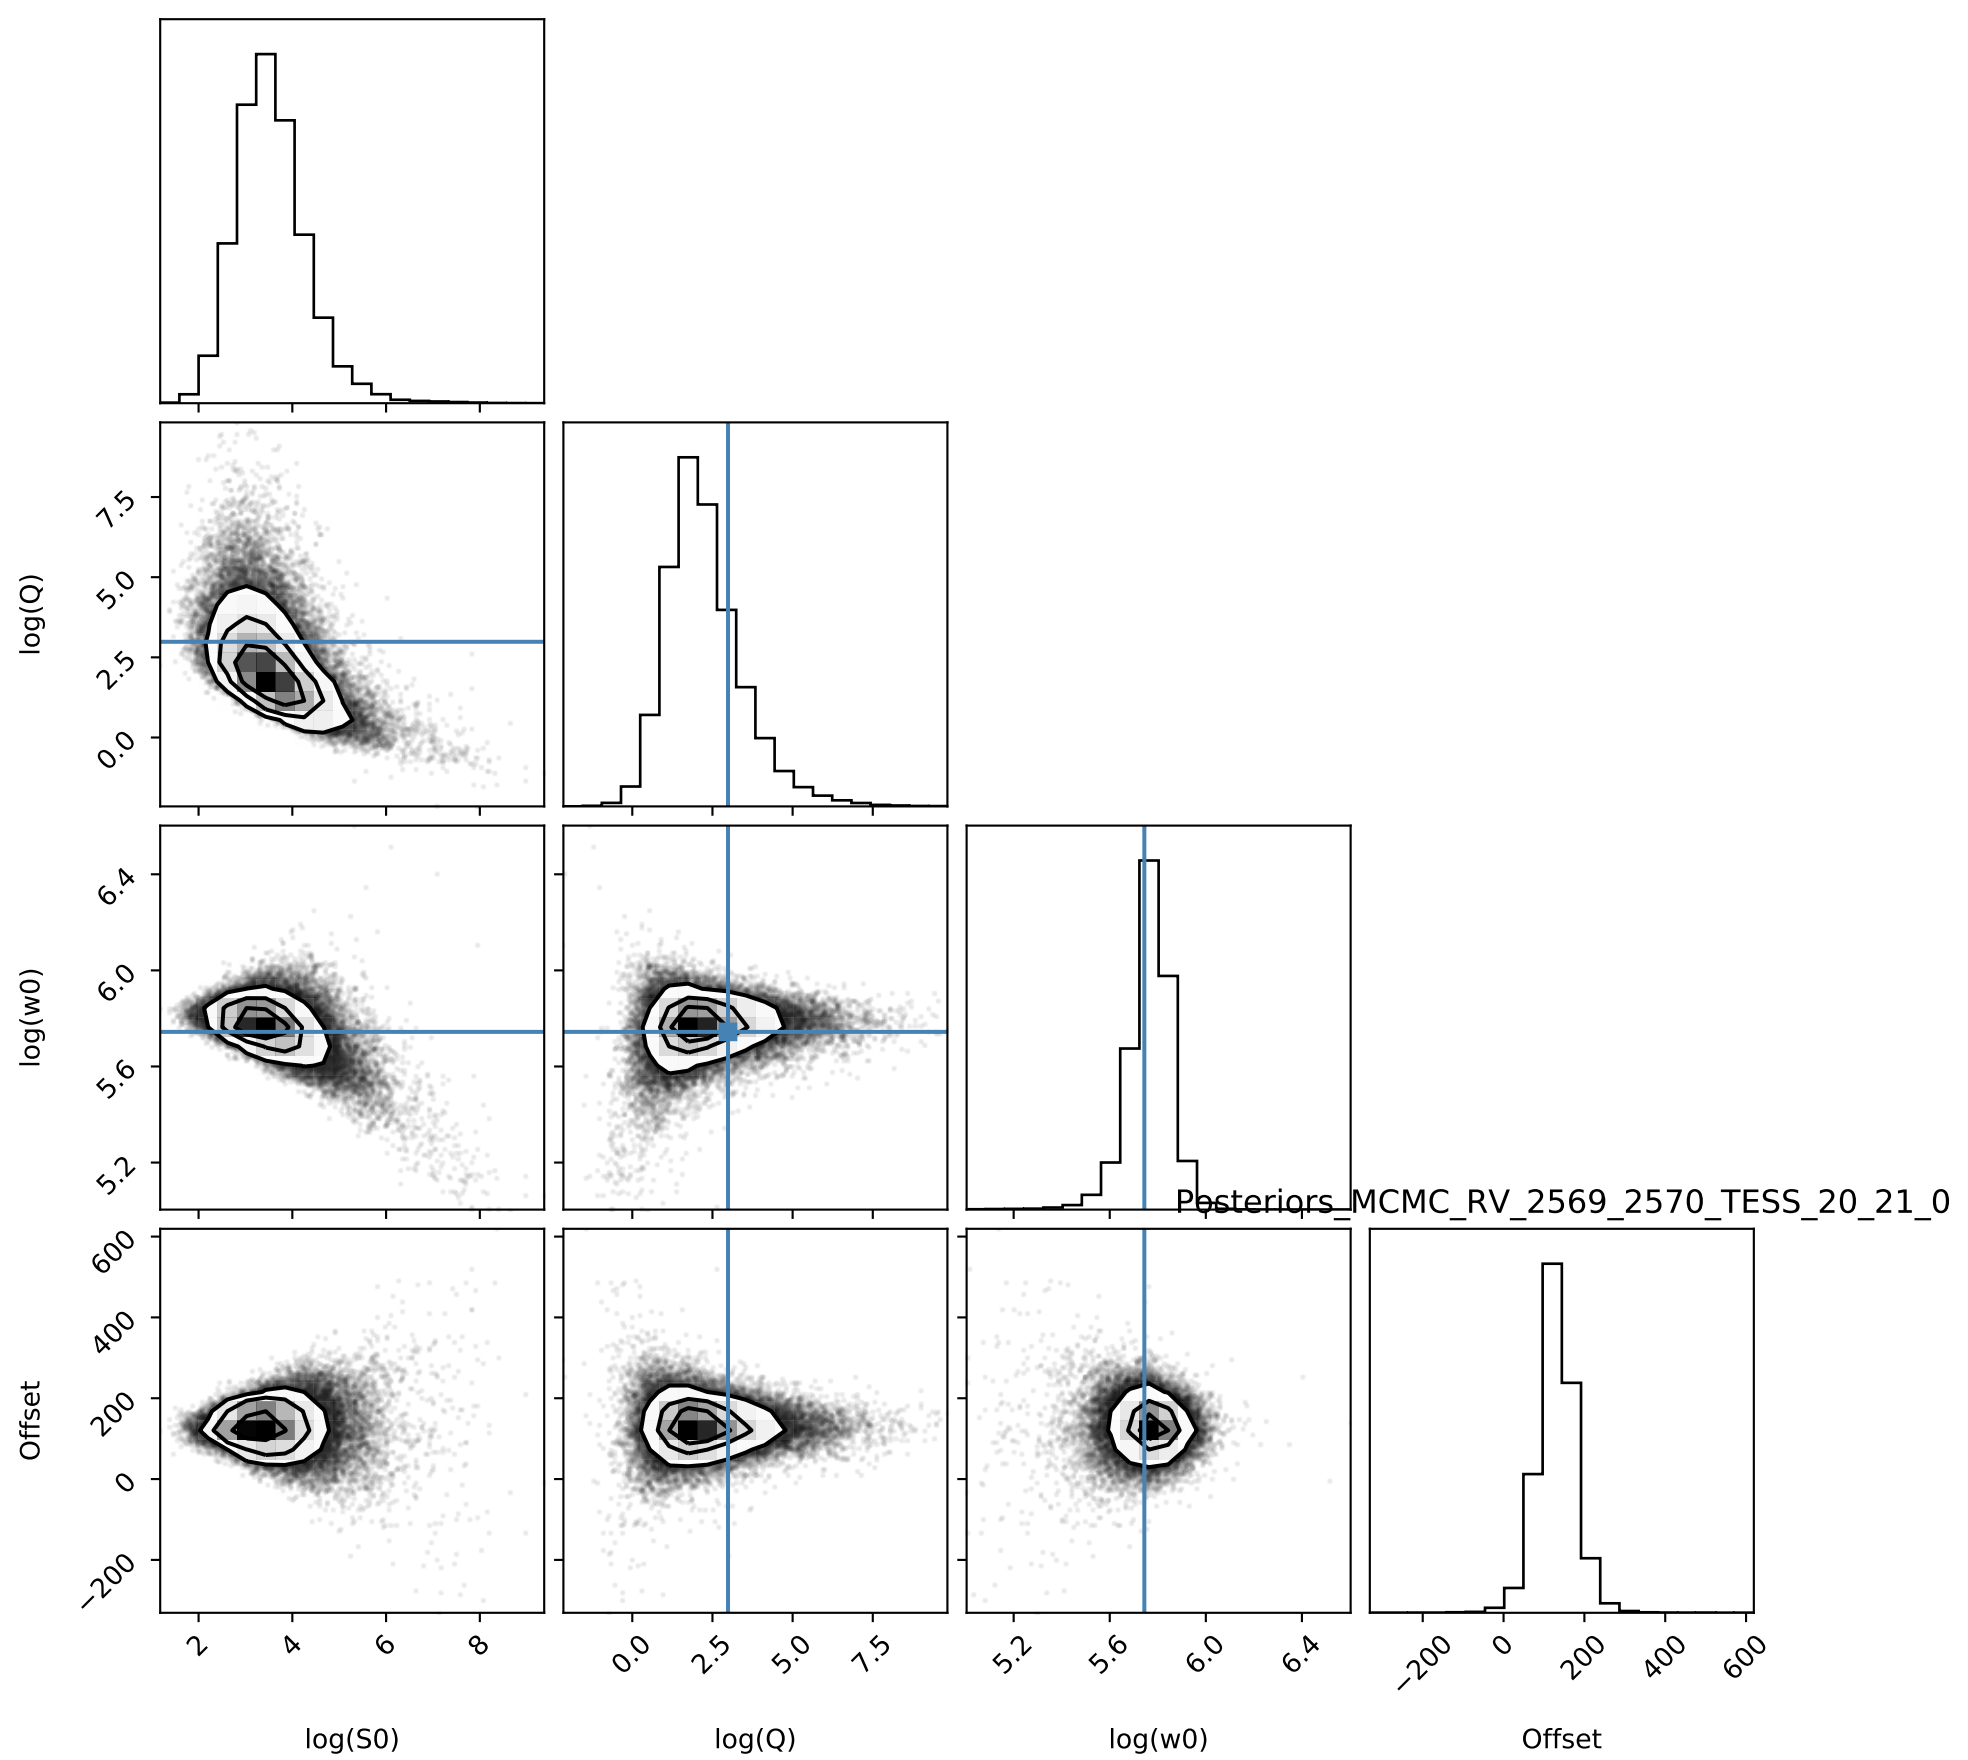 7.5
5.0
2.5
0.0
log(Q)
6.4
6.0
5.6
5.2
log(w0)
Posteriors_MCMC_RV_2569_2570_TESS_20_21_0
600
400
200
0
−200
Offset
2 4 6 8
0.0 2.5 5.0 7.5
5.2 5.6 6.0 6.4
−200 0 200 400 600
log(S0) log(Q) log(w0) Offset